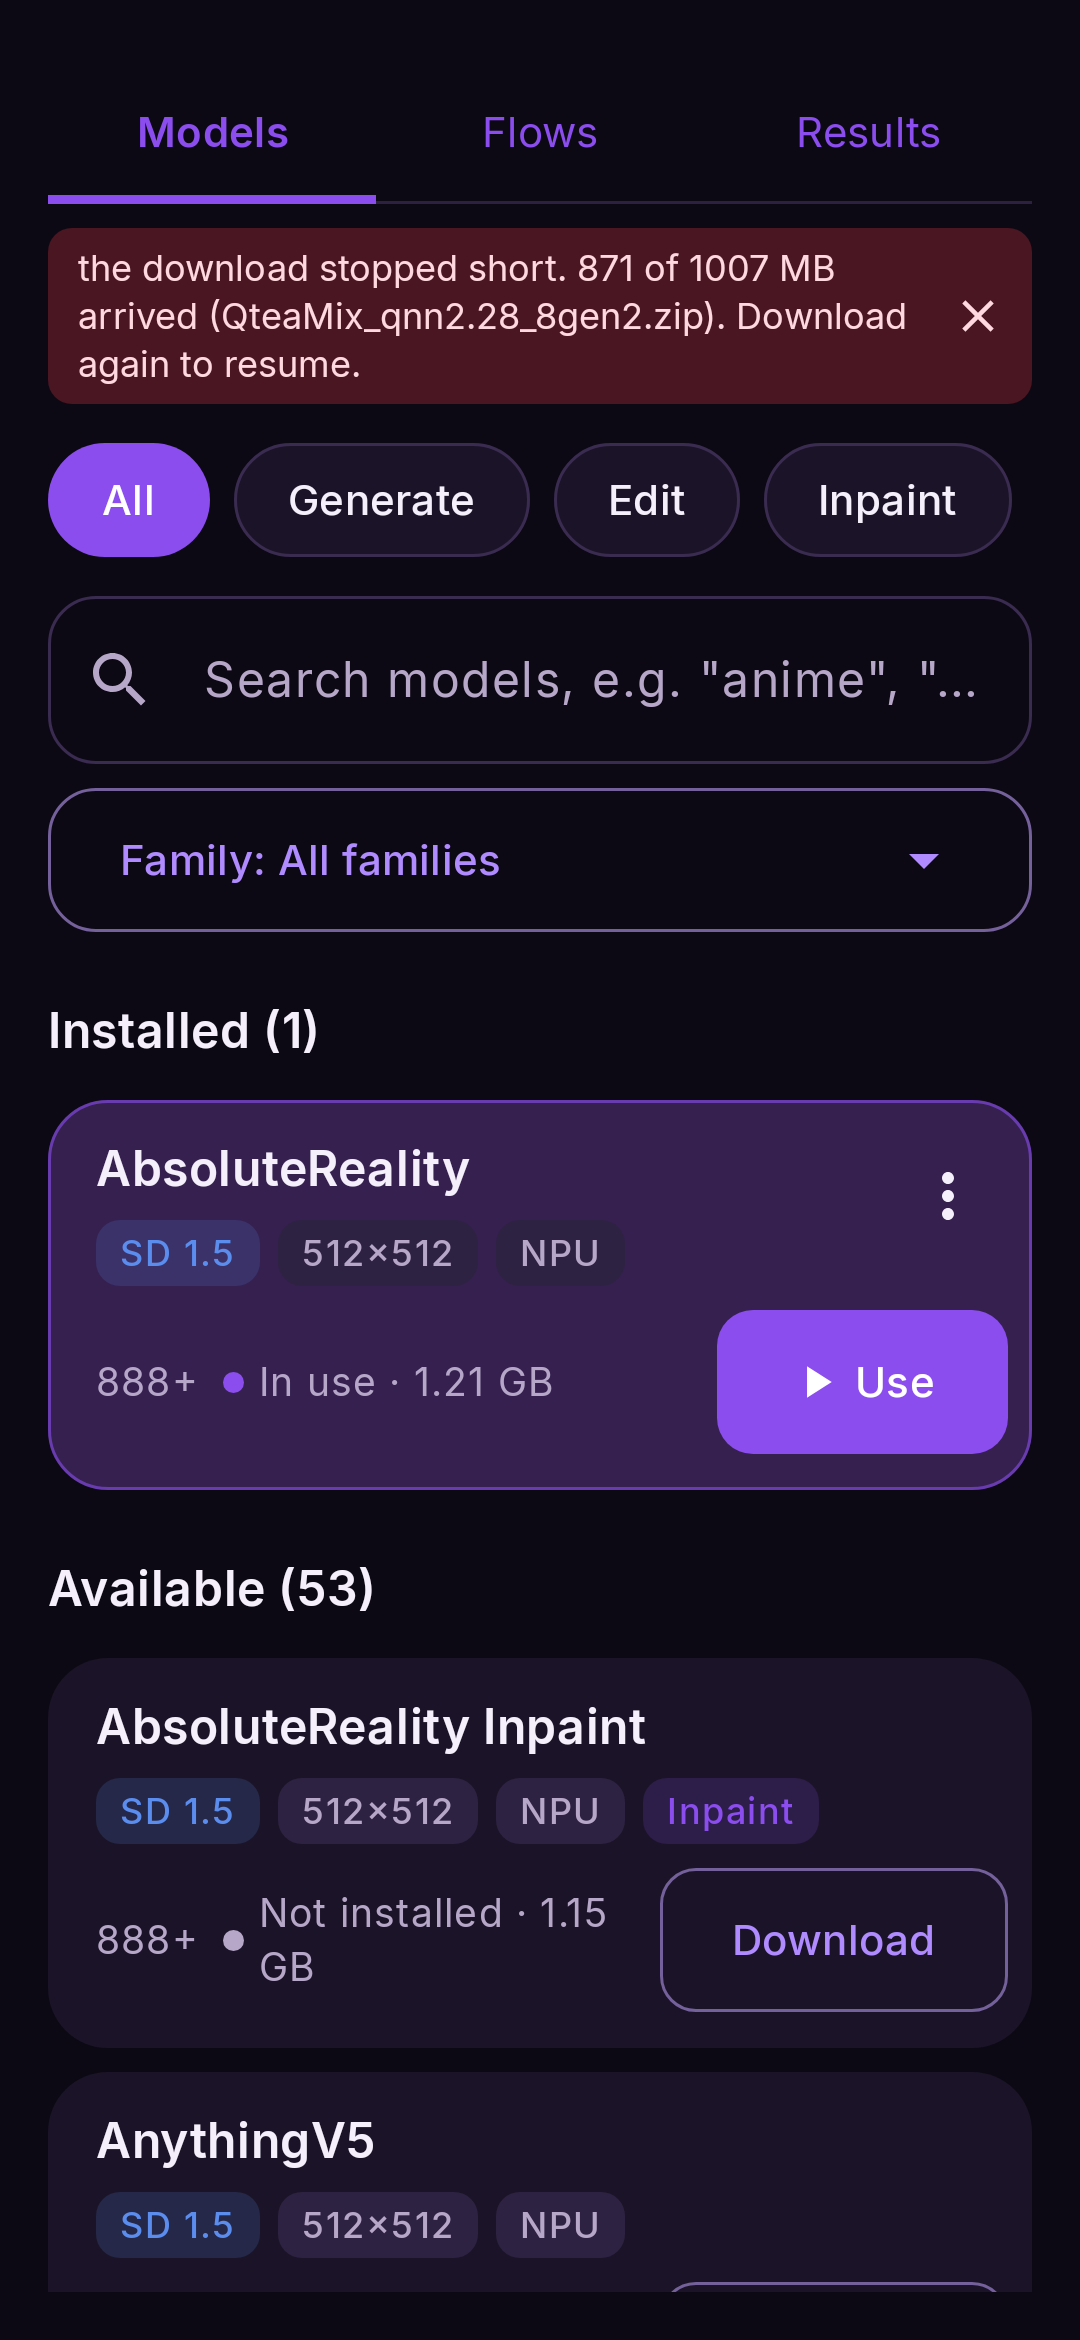 Models
Flows
Results
the download stopped short. 871 of 1007 MB
arrived (QteaMix_qnn2.28_8gen2.zip). Download
again to resume.
All
Generate
Edit
Inpaint
Search models, e.g. "anime", "...
Family: All families
Installed (1)
AbsoluteReality
SD 1.5
512×512
NPU
888+
In use · 1.21 GB
Use
Available (53)
AbsoluteReality Inpaint
SD 1.5
512×512
NPU
Inpaint
888+
Not installed · 1.15
GB
Download
AnythingV5
SD 1.5
512×512
NPU